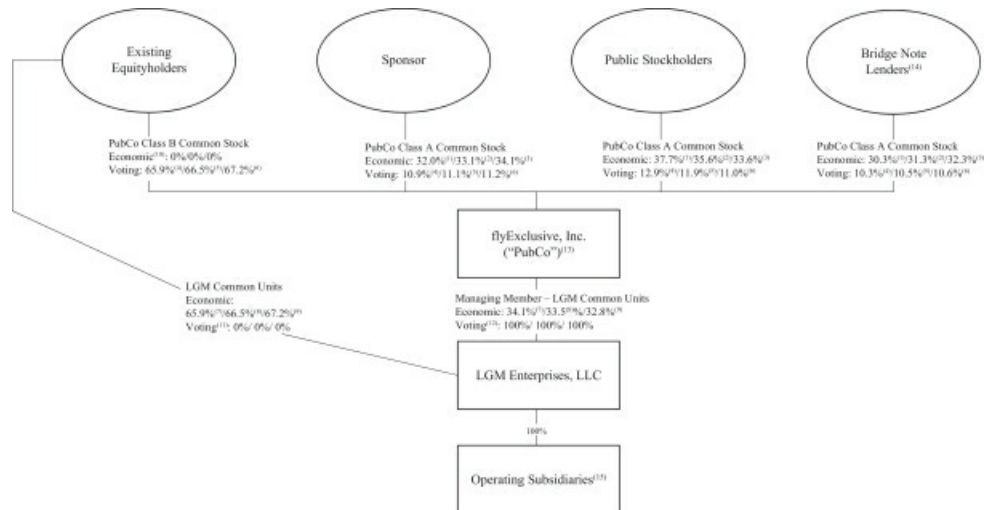 Existing
Equityholders
Sponsor
Public Stockholders
Bridge Note
Lenders(14)
PubCo Class B Common Stock
Economic(10): 0%/0%/0%
Voting: 65.9%(4)/66.5%(5)/67.2%(6)
PubCo Class A Common Stock
Economic: 32.0%(1)/33.1%(2)/34.1%(3)
Voting: 10.9%(4)/11.1%(5)/11.2%(6)
PubCo Class A Common Stock
Economic: 37.7%(1)/35.6%(2)/33.6%(3)
Voting: 12.9%(4)/11.9%(5)/11.0%(6)
PubCo Class A Common Stock
Economic: 30.3%(1)/31.3%(2)/32.3%(3)
Voting: 10.3%(4)/10.5%(5)/10.6%(6)
flyExclusive, Inc.
("PubCo")(13)
LGM Common Units
Economic:
65.9%(7)/66.5%(8)/67.2%(9)
Voting(11): 0%/ 0%/ 0%
Managing Member – LGM Common Units
Economic: 34.1%(7)/33.5(8)%/32.8%(9)
Voting(12): 100%/ 100%/ 100%
LGM Enterprises, LLC
100%
Operating Subsidiaries(15)